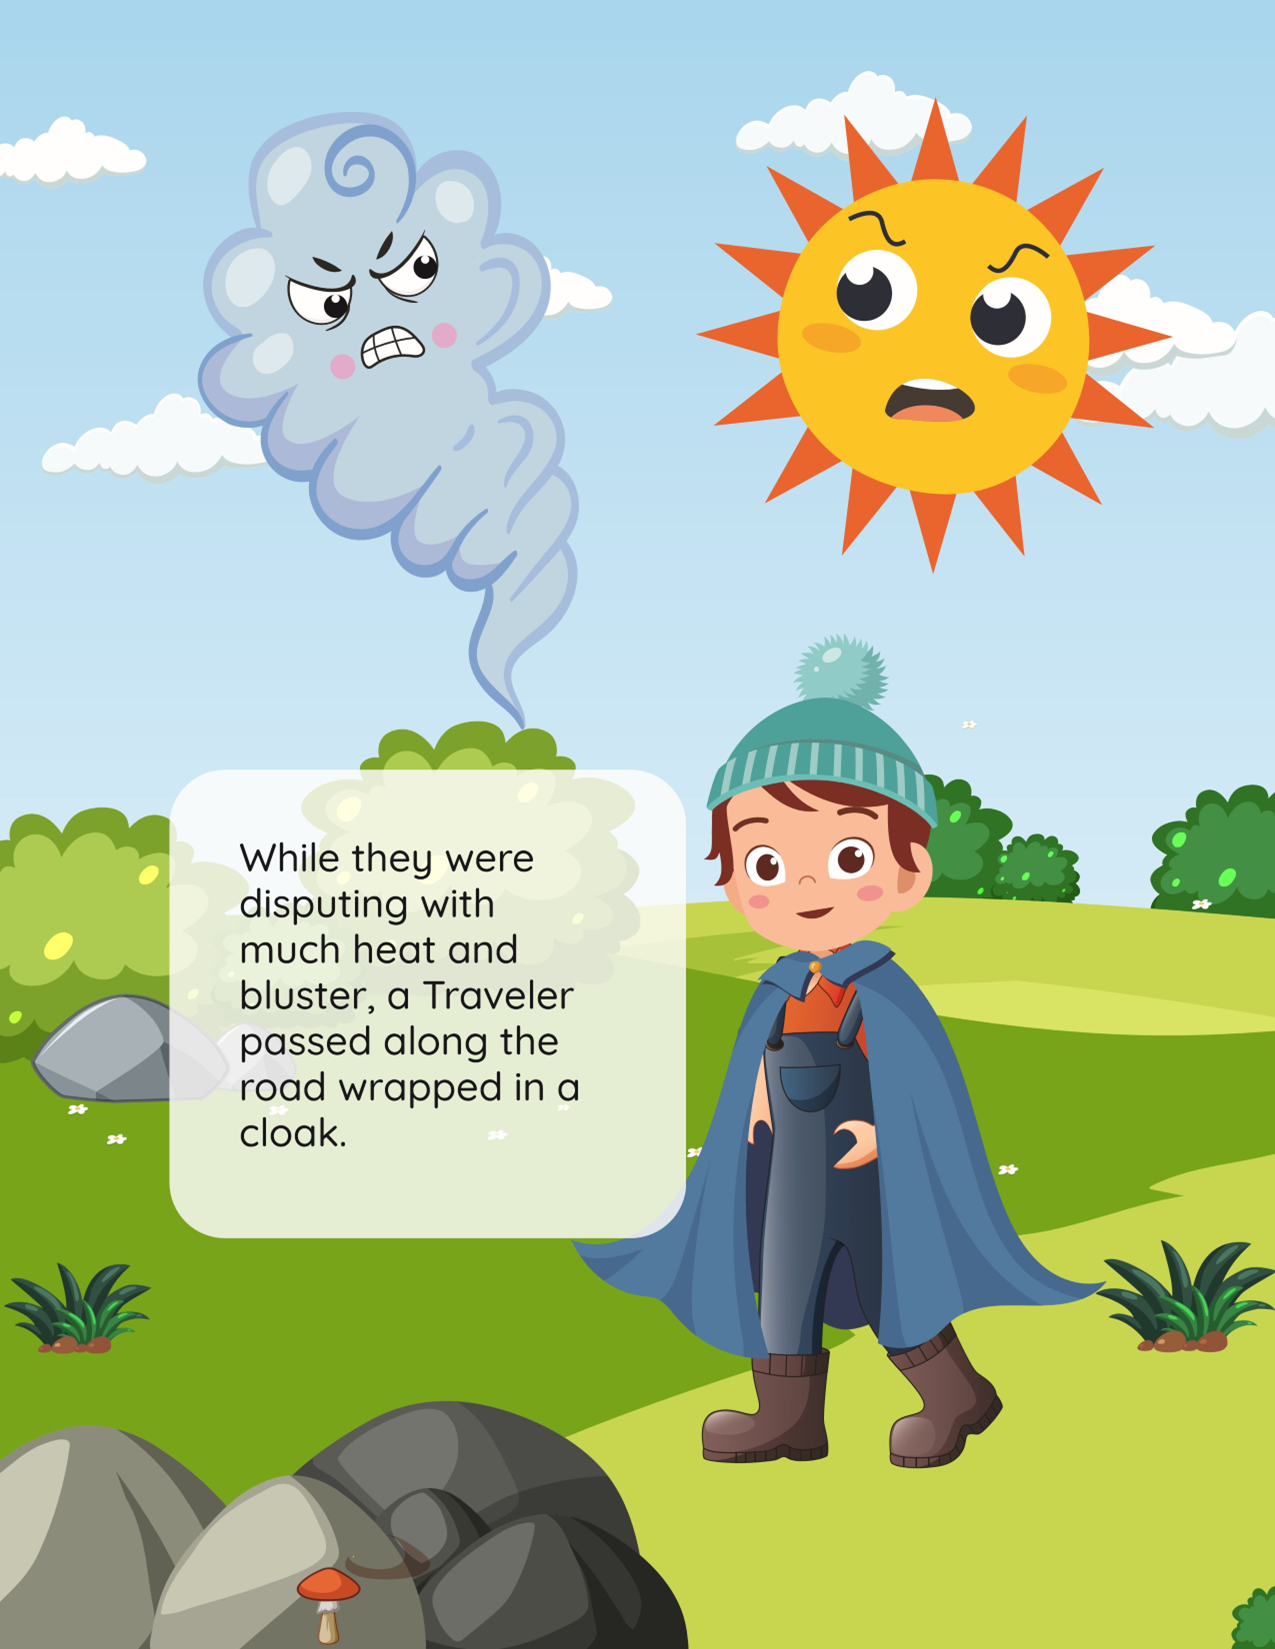 While they were
disputing with
much heat and
bluster, a Traveler
passed along the
road wrapped in a
cloak.